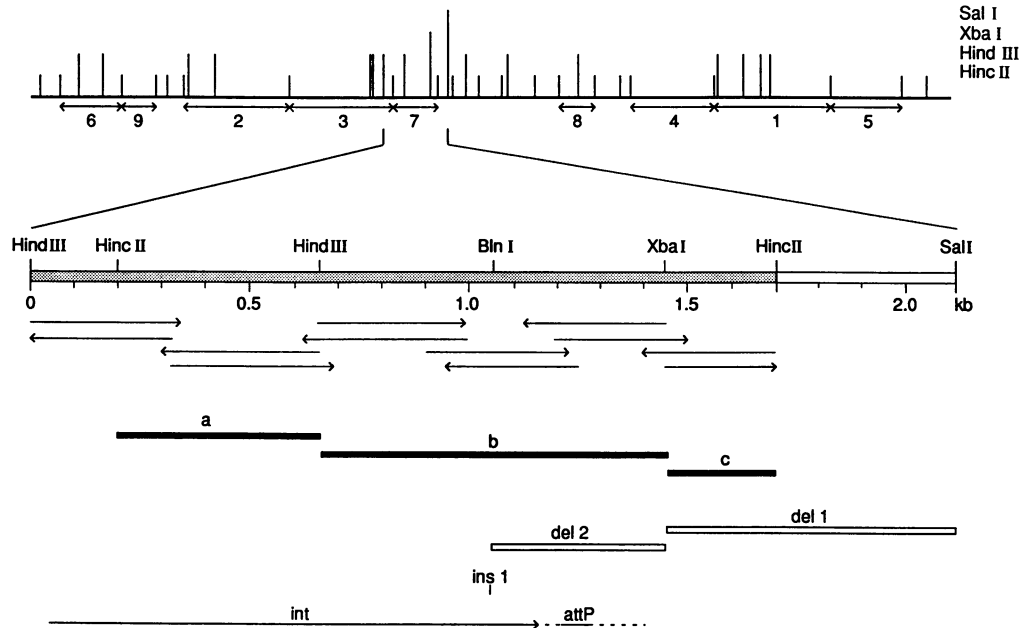 Sal I
Xba I
Hind III
Hinc II
6 9 2 3 7 8 4 1 5
Hind III Hinc II Hind III Bln I Xba I Hinc II Sal I
0 0.5 1.0 1.5 2.0 kb
a
b
c
del 1
del 2
ins 1
int attP